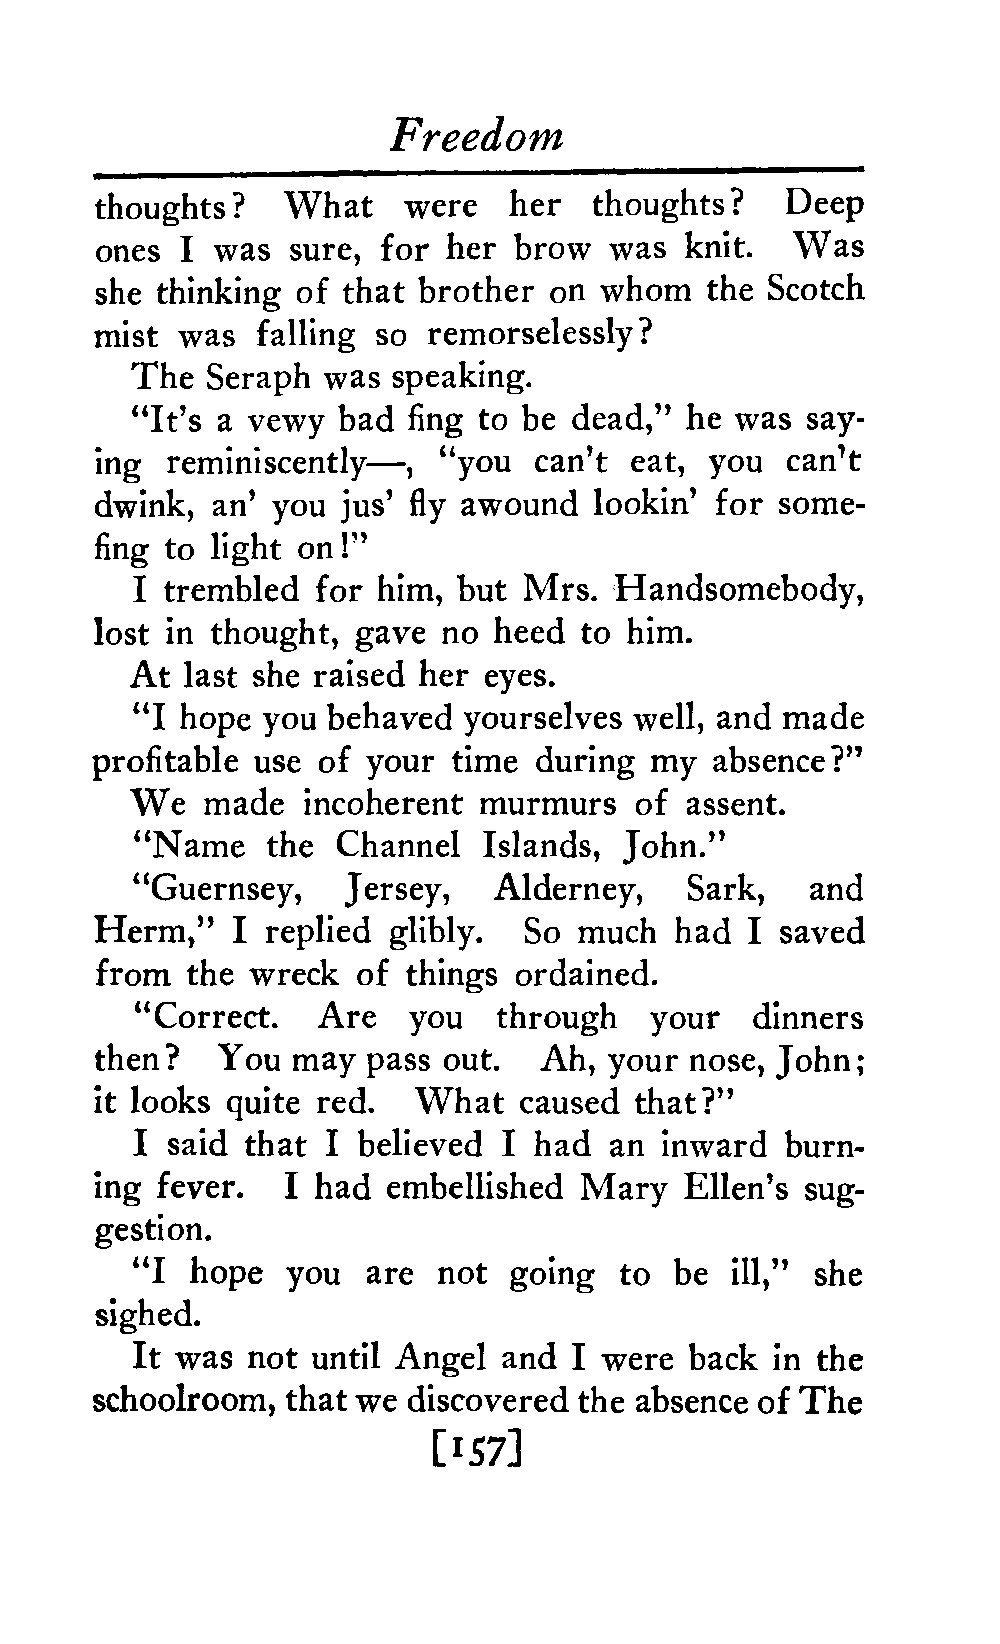 Freedom
thoughts? What were her thoughts? Deep
ones I was sure, for her brow was knit. Was
she thinking of that brother on whom the Scotch
mist was falling so remorselessly?
The Seraph was speaking.
"It's a vewy bad fing to be dead," he was say-
ing reminiscently—, "you can't eat, you can't
dwink, an' you jus' fly awound lookin' for some-
fing to light on!"
I trembled for him, but Mrs. Handsomebody,
lost in thought, gave no heed to him.
At last she raised her eyes.
"I hope you behaved yourselves well, and made
profitable use of your time during my absence?"
We made incoherent murmurs of assent.
"Name the Channel Islands, John."
"Guernsey, Jersey, Alderney, Sark, and
Herm," I replied glibly. So much had I saved
from the wreck of things ordained.
"Correct. Are you through your dinners
then? You may pass out. Ah, your nose, John;
it looks quite red. What caused that?"
I said that I believed I had an inward burn-
ing fever. I had embellished Mary Ellen's sug-
gestion.
"I hope you are not going to be ill," she
sighed.
It was not until Angel and I were back in the
schoolroom, that we discovered the absence of The
[157]